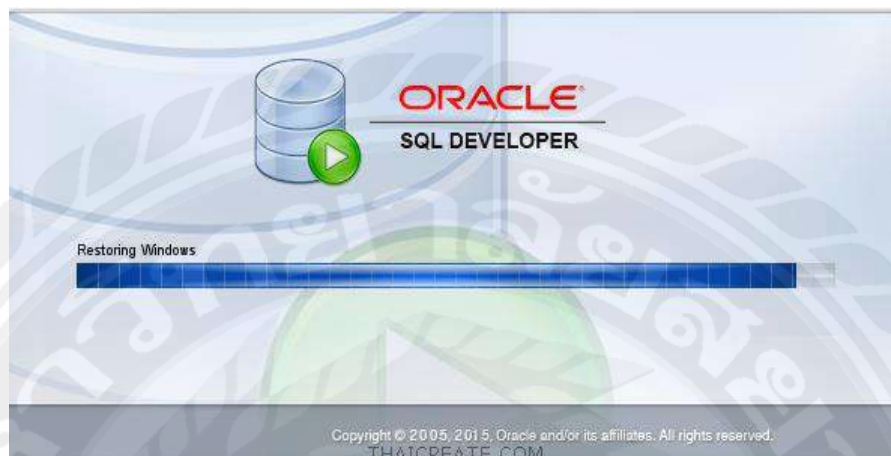 ORACLE
SQL DEVELOPER
Restoring Windows
Copyright © 2005, 2015, Oracle and/or its affiliates. All rights reserved.
THAICREATE.COM